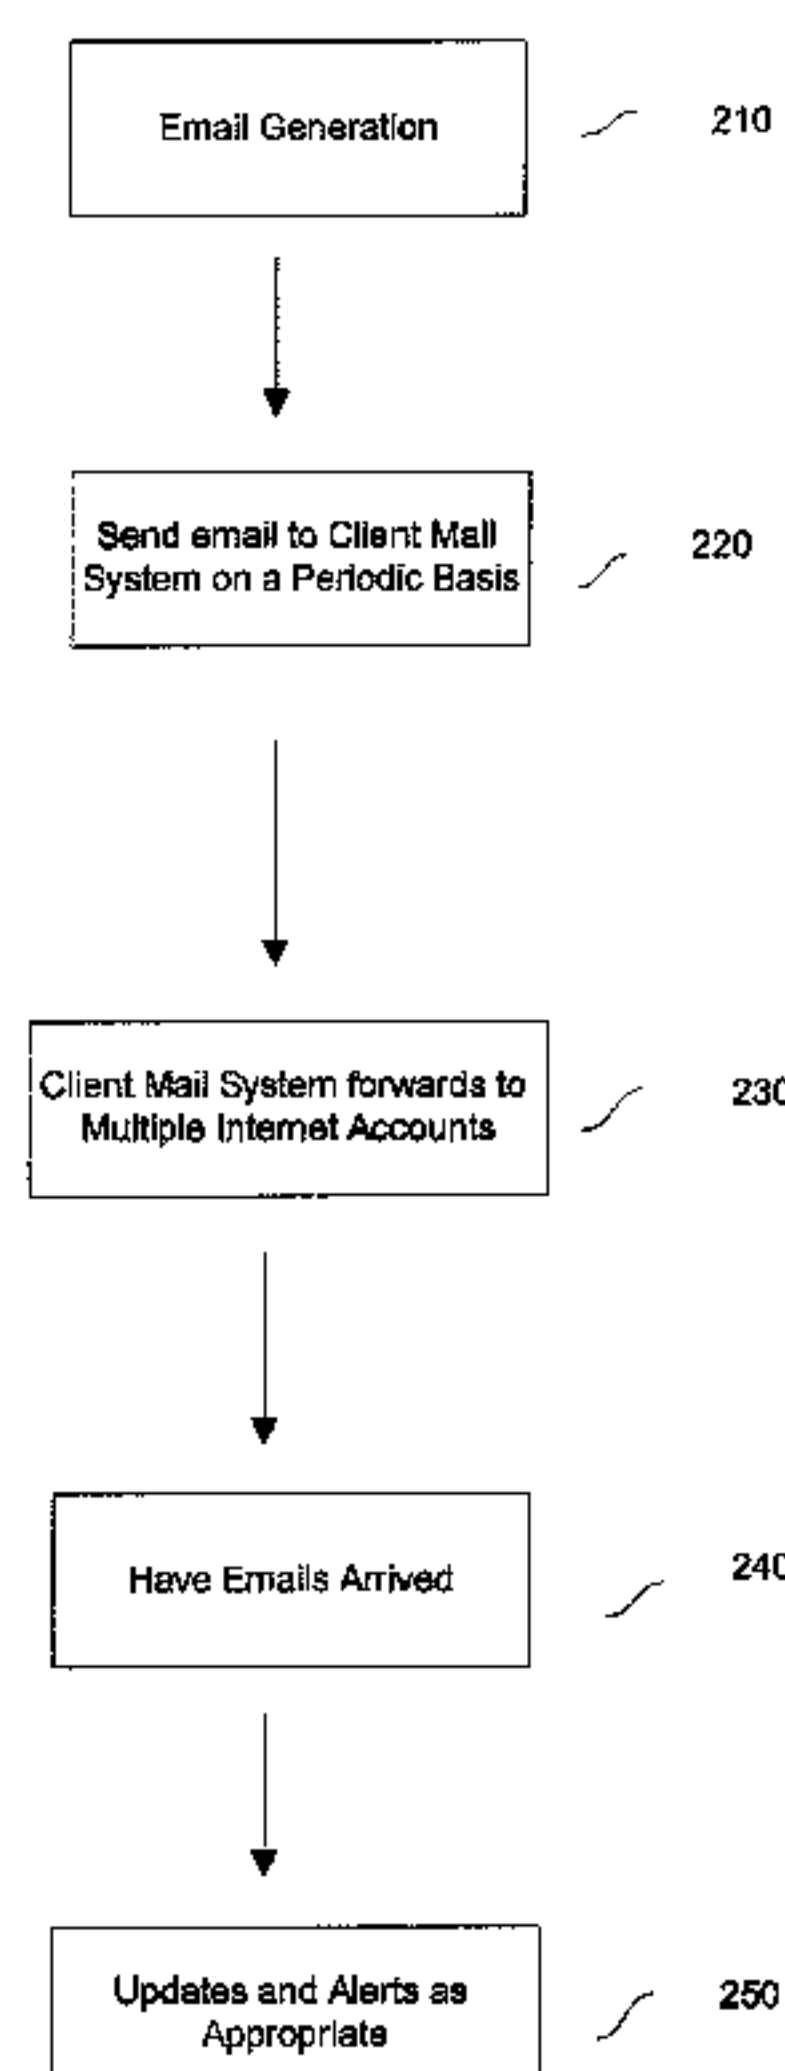 Email Generation
210
Send email to Client Mail
System on a Periodic Basis
220
Client Mail System forwards to
Multiple Internet Accounts
230
Have Emails Arrived
240
Updates and Alerts as
Appropriate
250